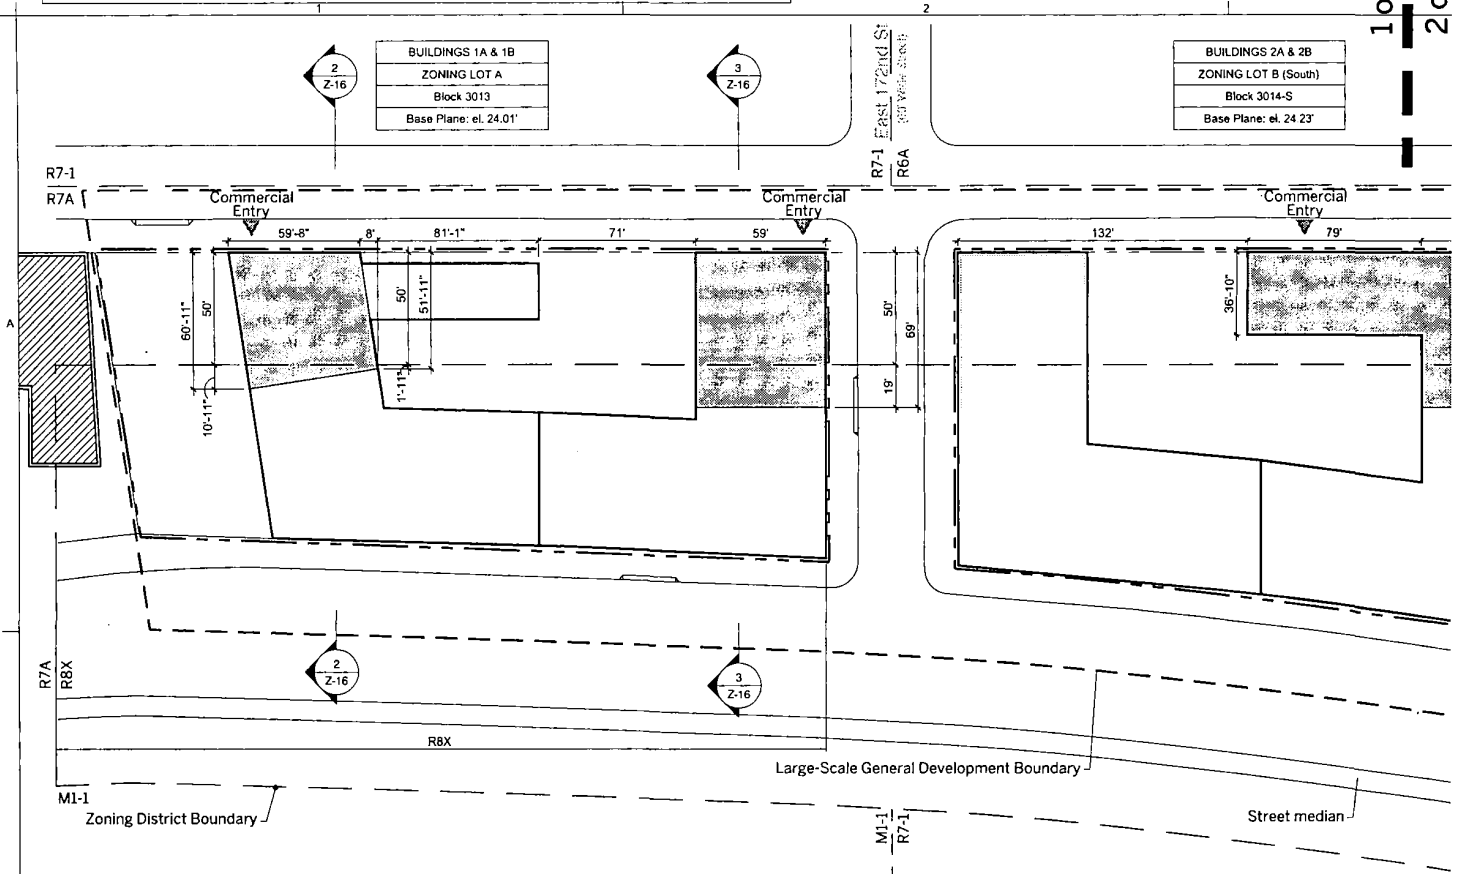 1
2
1o
2o
2
Z-16
BUILDINGS 1A & 1B
ZONING LOT A
Block 3013
Base Plane: el. 24.01'
3
Z-16
East 172nd St
R7-1
R6A
BUILDINGS 2A & 2B
ZONING LOT B (South)
Block 3014-S
Base Plane: el. 24 23'
R7-1
R7A
Commercial
Entry
Commercial
Entry
Commercial
Entry
59'-8"
8'
81'-1"
71'
59'
132'
79'
A
60'-11"
50'
50'
51'-11"
50'
69'
36'-10"
10'-11"
1'-11"
19'
R7A
R8X
2
Z-16
3
Z-16
R8X
Large-Scale General Development Boundary
M1-1
Zoning District Boundary
M1-1
R7-1
Street median